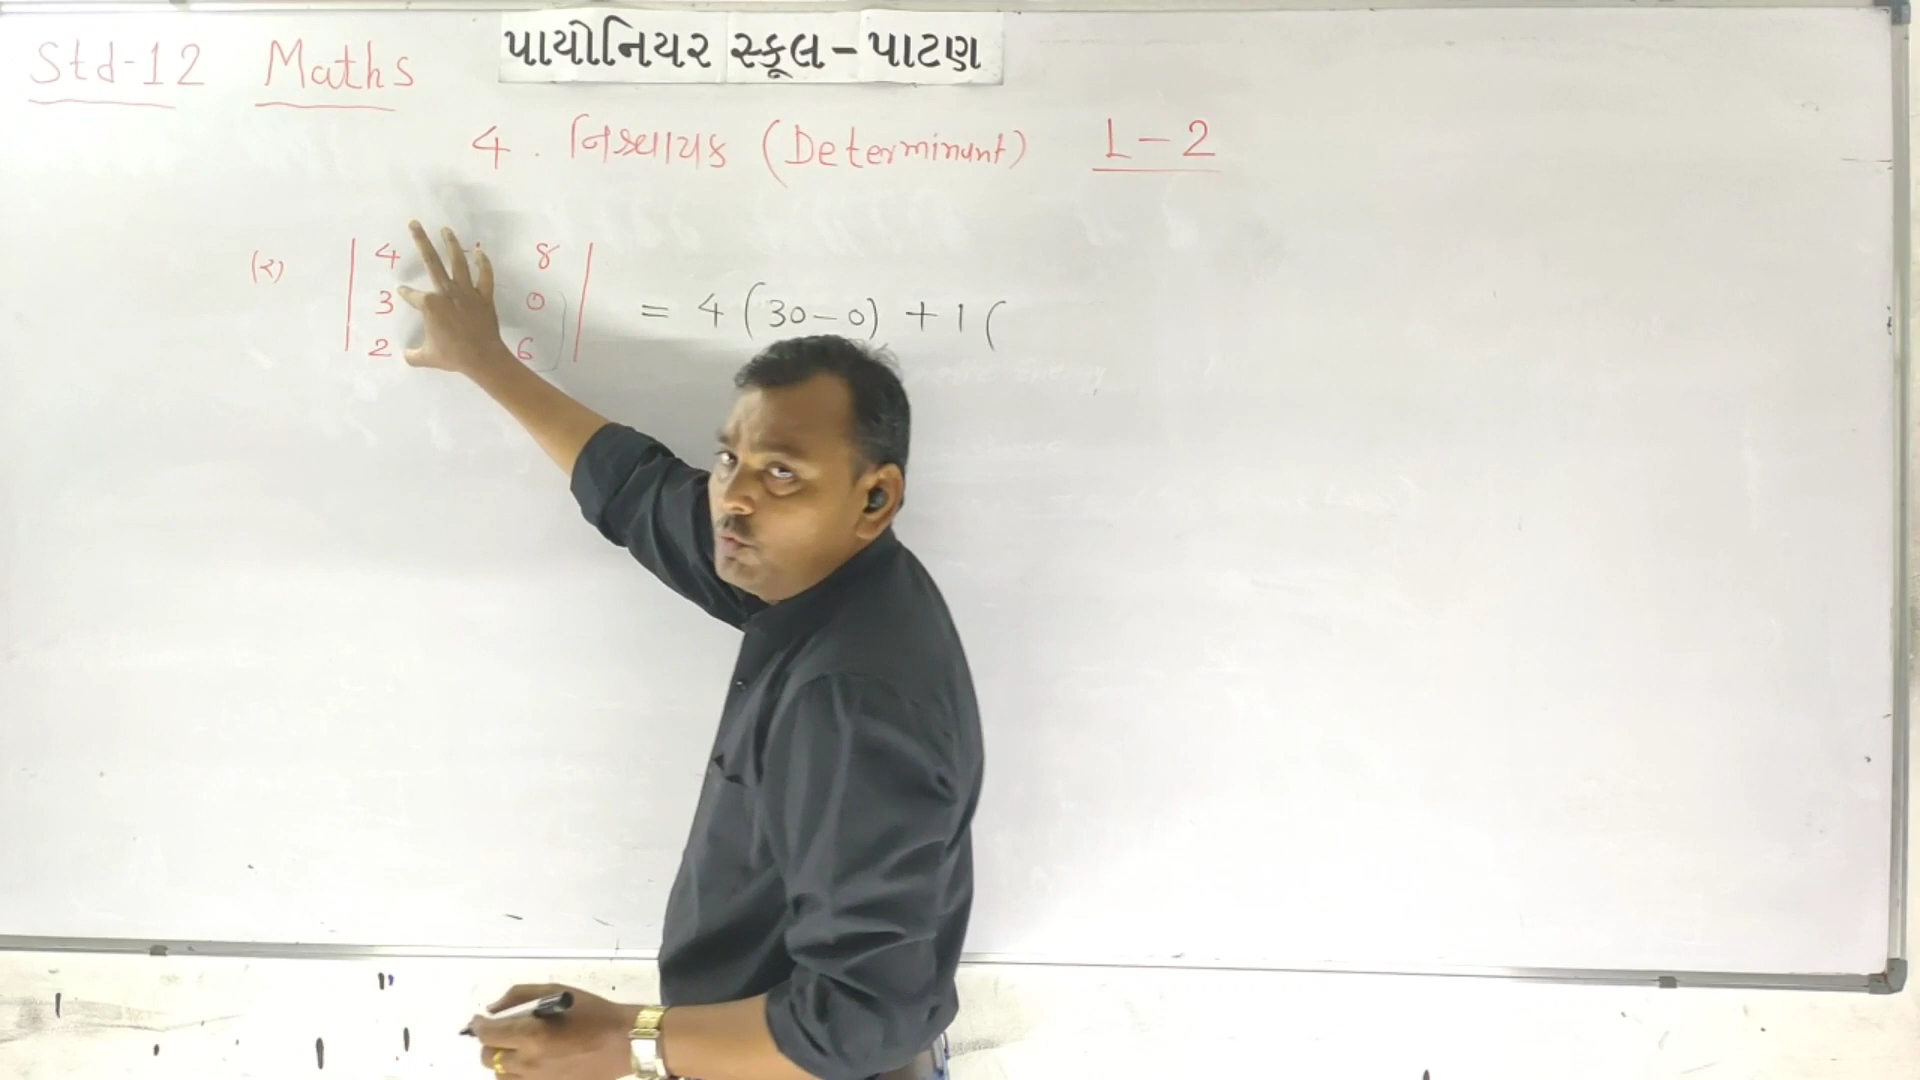 Std-12 Maths
પાયોનિયર સ્કૂલ - પાટણ
4. નિશ્ચાયક (Determinant) L-2
(૨) | 4 8 |
3 0
2 6
= 4 (30-0) + 1 (